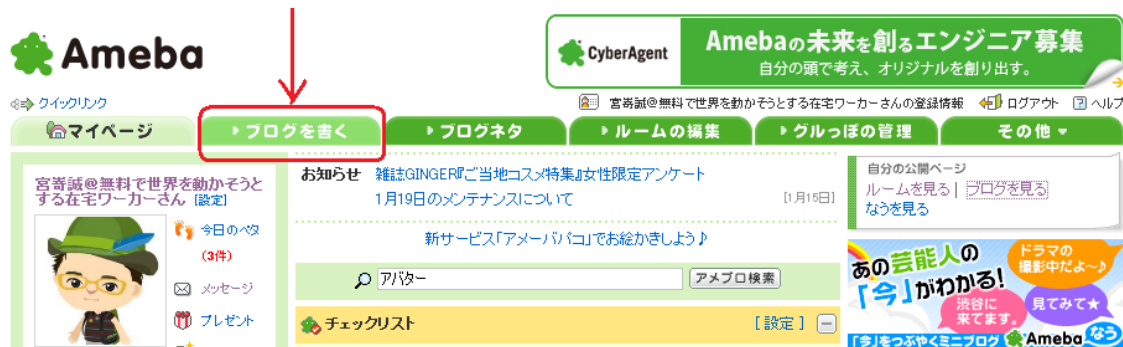 Ameba
CyberAgent
Amebaの未来を創るエンジニア募集
自分の頭で考え、オリジナルを創り出す。
クイックリンク
宮嵜誠@無料で世界を動かそうとする在宅ワーカーさんの登録情報 ログアウト ? ヘルプ
マイページ
ブログを書く
ブログネタ
ルームの編集
グルっぽの管理
その他
宮嵜誠@無料で世界を動かそうと
する在宅ワーカーさん [設定]
今日のペタ
(3件)
メッセージ
プレゼント
お知らせ 雑誌GINGER『ご当地コスメ特集』女性限定アンケート
1月19日のメンテナンスについて [1月15日]
新サービス「アメーバパコ」でお絵かきしよう♪
アバター アメブロ検索
チェックリスト [設定]
自分の公開ページ
ルームを見る | ブログを見る
なうを見る
あの芸能人の
「今」がわかる!
ドラマの
撮影中だよ~♪
渋谷に
来てます。
見てみて★
「今」をつぶやくミニブログ Amebaなう